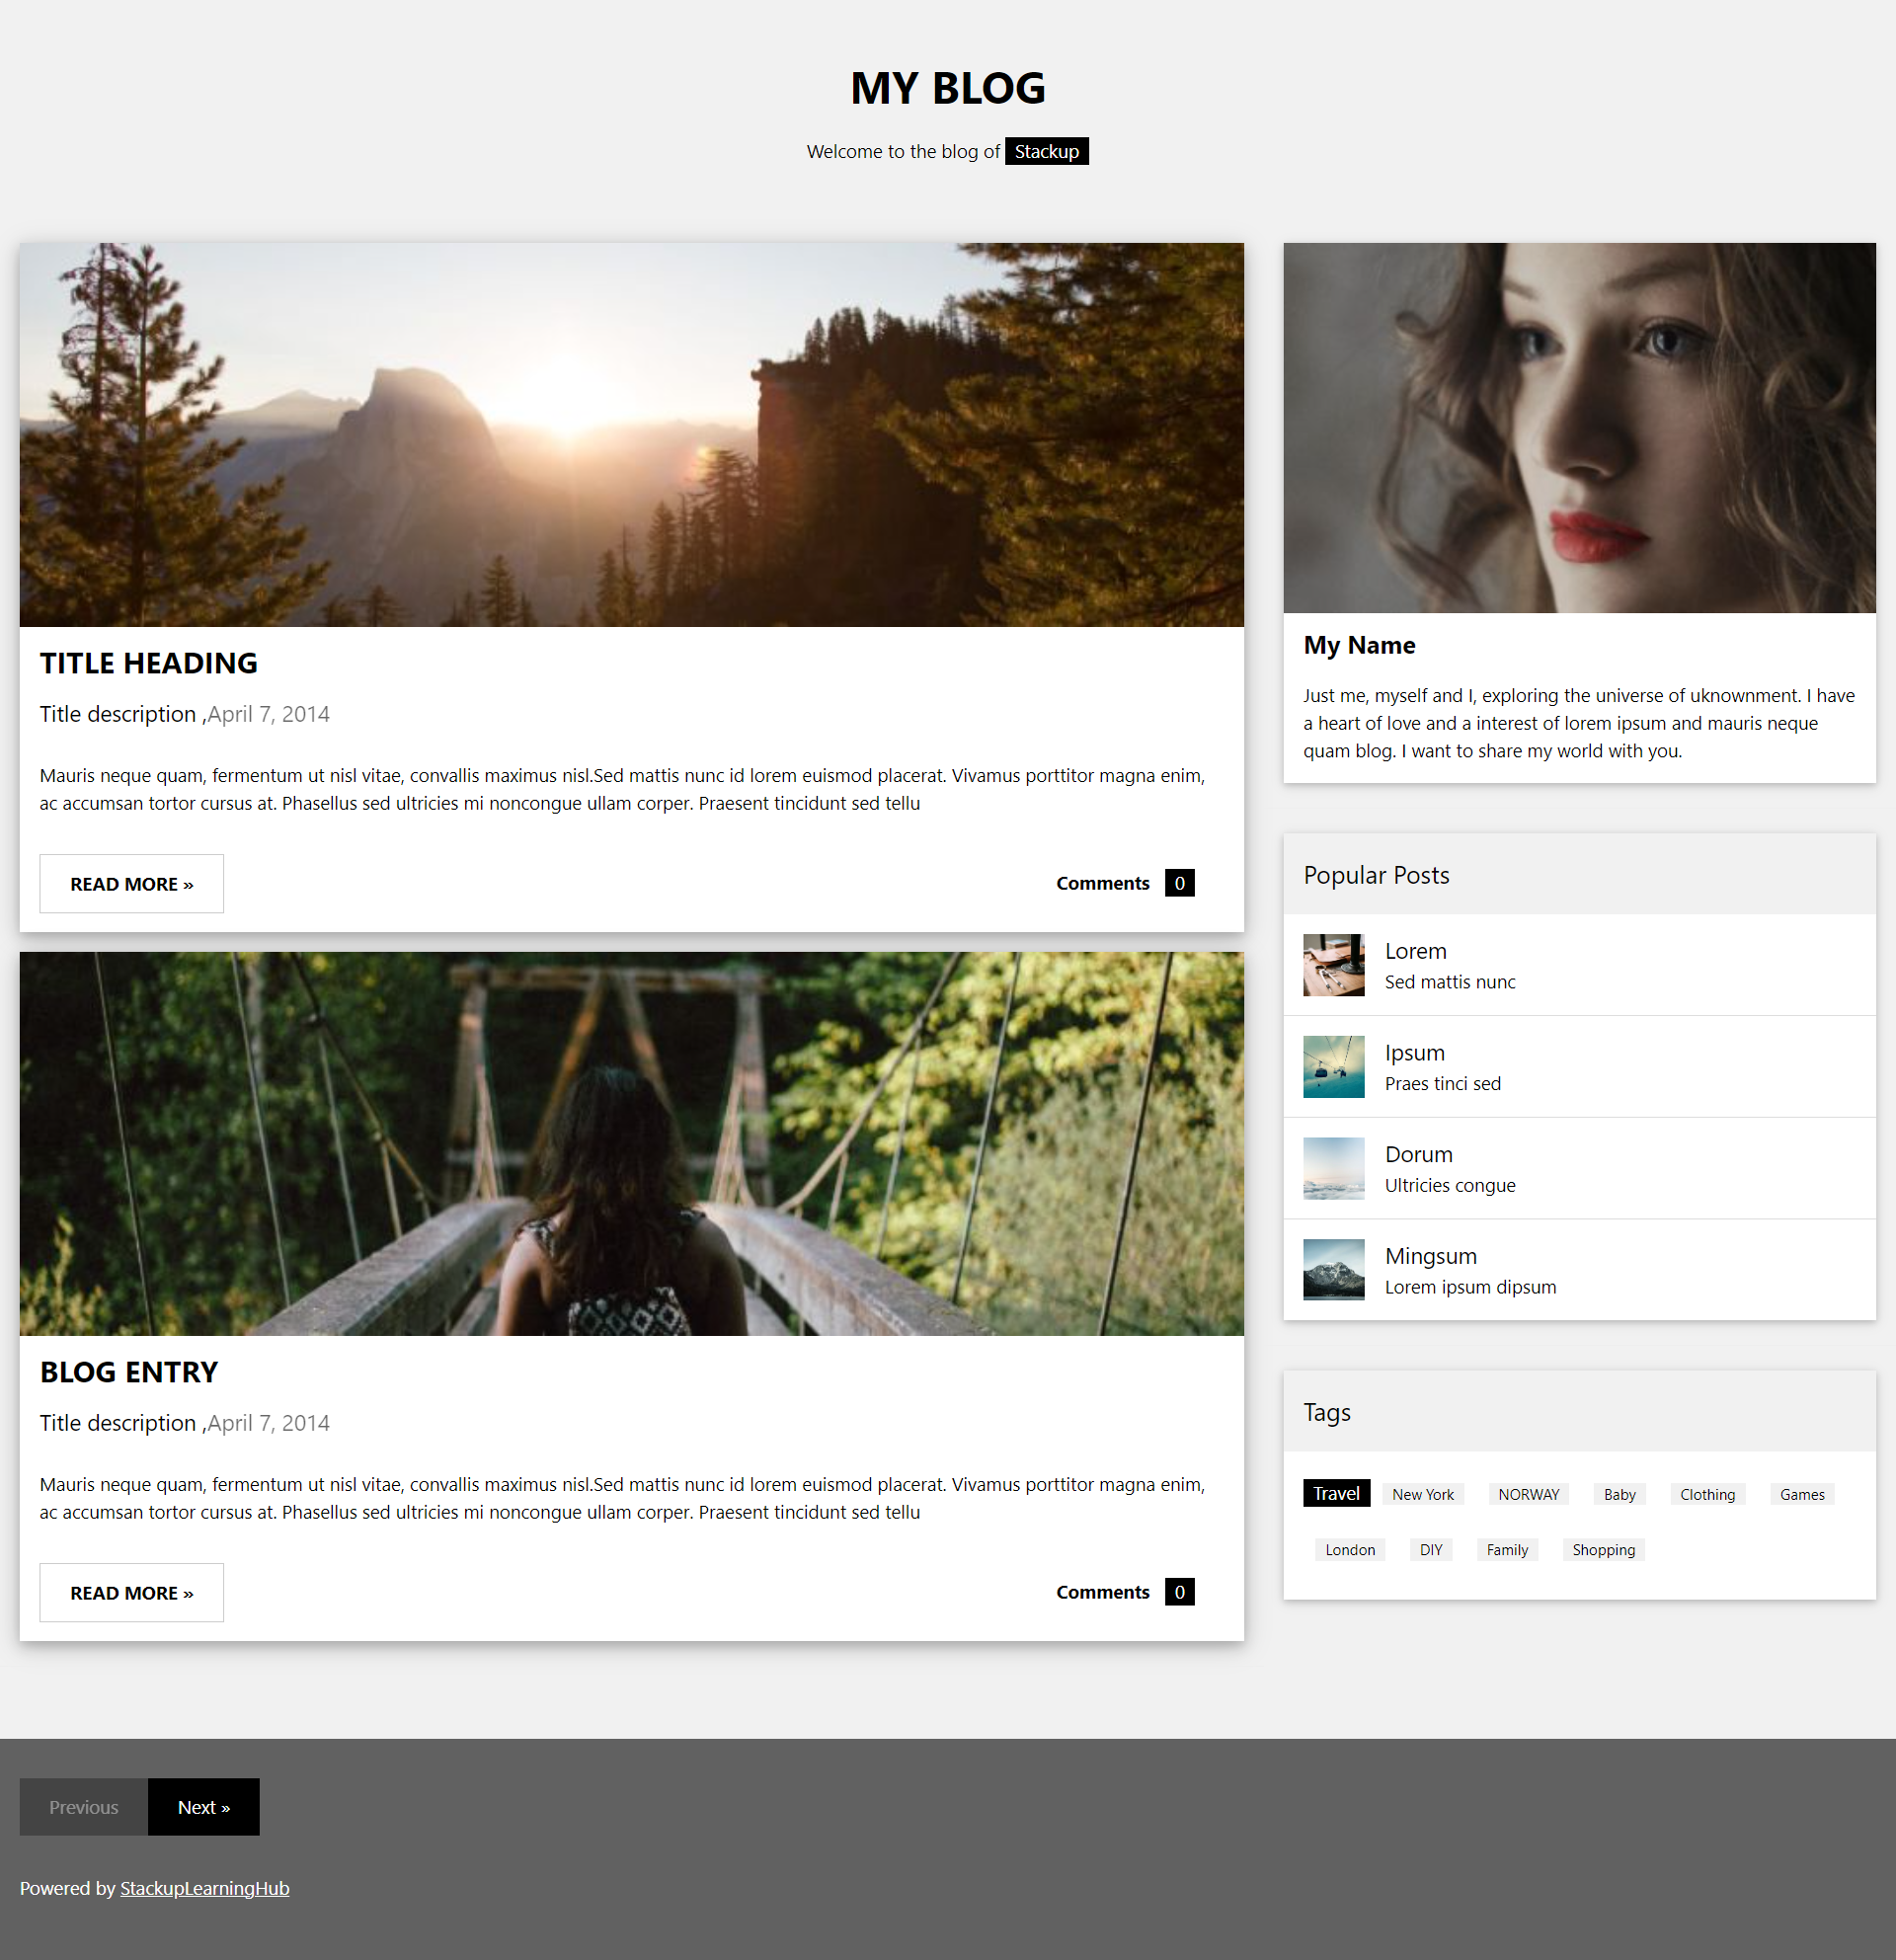 MY BLOG
Welcome to the blog of Stackup
TITLE HEADING
Title description ,April 7, 2014
Mauris neque quam, fermentum ut nisl vitae, convallis maximus nisl.Sed mattis nunc id lorem euismod placerat. Vivamus porttitor magna enim,
ac accumsan tortor cursus at. Phasellus sed ultricies mi noncongue ullam corper. Praesent tincidunt sed tellu
READ MORE »
Comments 0
BLOG ENTRY
Title description ,April 7, 2014
Mauris neque quam, fermentum ut nisl vitae, convallis maximus nisl.Sed mattis nunc id lorem euismod placerat. Vivamus porttitor magna enim,
ac accumsan tortor cursus at. Phasellus sed ultricies mi noncongue ullam corper. Praesent tincidunt sed tellu
READ MORE »
Comments 0
My Name
Just me, myself and I, exploring the universe of uknownment. I have
a heart of love and a interest of lorem ipsum and mauris neque
quam blog. I want to share my world with you.
Popular Posts
Lorem
Sed mattis nunc
Ipsum
Praes tinci sed
Dorum
Ultricies congue
Mingsum
Lorem ipsum dipsum
Tags
Travel New York NORWAY Baby Clothing Games
London DIY Family Shopping
Previous Next »
Powered by StackupLearningHub